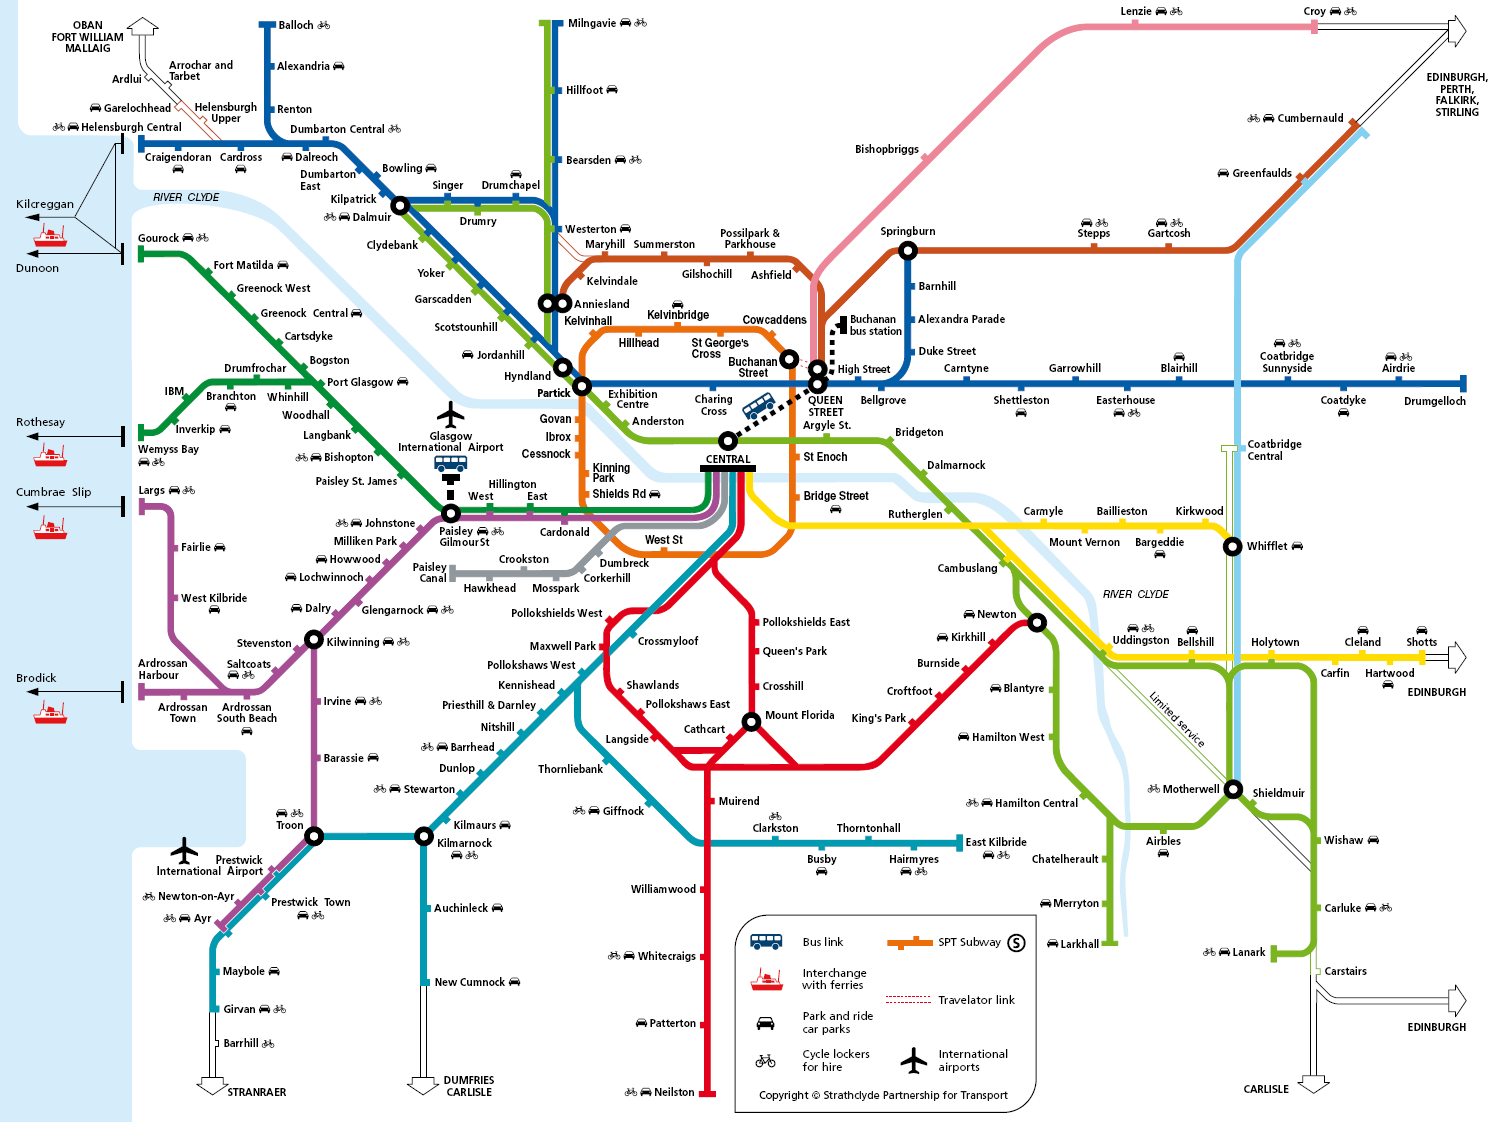 OBAN
FORT WILLIAM
MALLAIG
Ardlui
Arrochar and
Tarbet
Garelochhead
Helensburgh
Upper
Helensburgh Central
Craigendoran
Cardross
Balloch
Alexandria
Renton
Dumbarton Central
Dalreoch
Dumbarton
East
Bowling
Kilpatrick
Dalmuir
Singer
Drumchapel
Drumry
Milngavie
Hillfoot
Bearsden
Westerton
Clydebank
Yoker
Garscadden
Scotstounhill
Jordanhill
Hyndland
Partick
Anniesland
Maryhill
Summerston
Possilpark &
Parkhouse
Kelvindale
Gilshochill
Ashfield
Lenzie
Croy
Bishopbriggs
EDINBURGH,
PERTH,
FALKIRK,
STIRLING
Cumbernauld
Greenfaulds
Springburn
Stepps
Gartcosh
Barnhill
Alexandra Parade
Duke Street
Kelvinhall
Hillhead
Kelvinbridge
St George's
Cross
Cowcaddens
Buchanan
Street
Buchanan
bus station
High Street
QUEEN
STREET
Charing
Cross
Bellgrove
Carntyne
Shettleston
Garrowhill
Easterhouse
Blairhill
Coatbridge
Sunnyside
Coatdyke
Airdrie
Drumgelloch
Coatbridge
Central
Exhibition
Centre
Anderston
CENTRAL
Argyle St.
Bridgeton
Dalmarnock
Rutherglen
Cambuslang
Govan
Ibrox
Cessnock
Kinning
Park
Shields Rd
West St
Bridge Street
St Enoch
RIVER CLYDE
Kilcreggan
Dunoon
Gourock
Fort Matilda
Greenock West
Greenock Central
Cartsdyke
Bogston
Port Glasgow
Drumfrochar
IBM
Branchton
Whinhill
Inverkip
Wemyss Bay
Woodhall
Langbank
Bishopton
Paisley St. James
Rothesay
Cumbrae Slip
Brodick
Glasgow
International Airport
Hillington
West
East
Cardonald
Paisley
Gilmour St
Paisley
Canal
Hawkhead
Crookston
Mosspark
Corkerhill
Dumbreck
Largs
Fairlie
West Kilbride
Johnstone
Milliken Park
Howwood
Lochwinnoch
Glengarnock
Dalry
Kilwinning
Stevenston
Saltcoats
Ardrossan
Harbour
Ardrossan
Town
Ardrossan
South Beach
Irvine
Barassie
Troon
Prestwick
International Airport
Newton-on-Ayr
Prestwick Town
Ayr
Maybole
Girvan
Barrhill
STRANRAER
Kilmarnock
Kilmaurs
Stewarton
Dunlop
Barrhead
Nitshill
Priesthill & Darnley
Kennishead
Pollokshaws West
Crossmyloof
Auchinleck
New Cumnock
DUMFRIES
CARLISLE
Pollokshields West
Maxwell Park
Shawlands
Pollokshaws East
Langside
Cathcart
Pollokshields East
Queen's Park
Crosshill
Mount Florida
King's Park
Croftfoot
Burnside
Kirkhill
Newton
Thornliebank
Giffnock
Clarkston
Busby
Thorntonhall
Hairmyres
East Kilbride
Muirend
Williamwood
Whitecraigs
Patterton
Neilston
Carmyle
Mount Vernon
Baillieston
Bargeddie
Kirkwood
Whifflet
RIVER CLYDE
Uddingston
Bellshill
Holytown
Carfin
Cleland
Hartwood
Shotts
EDINBURGH
Limited service
Blantyre
Hamilton West
Hamilton Central
Chatelherault
Merryton
Larkhall
Airbles
Motherwell
Shieldmuir
Wishaw
Carluke
Lanark
Carstairs
EDINBURGH
CARLISLE
Bus link
Interchange
with ferries
Park and ride
car parks
Cycle lockers
for hire
SPT Subway
S
Travelator link
International
airports
Copyright © Strathclyde Partnership for Transport